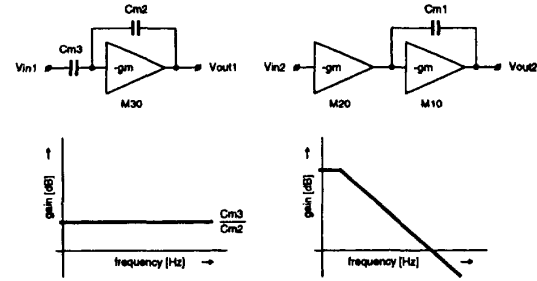 Cm2
Cm3
Vin1
-gm
Vout1
M30
Cm1
Vin2
-gm
-gm
Vout2
M20
M10
gain [dB]
Cm3
Cm2
frequency [Hz]
gain [dB]
frequency [Hz]